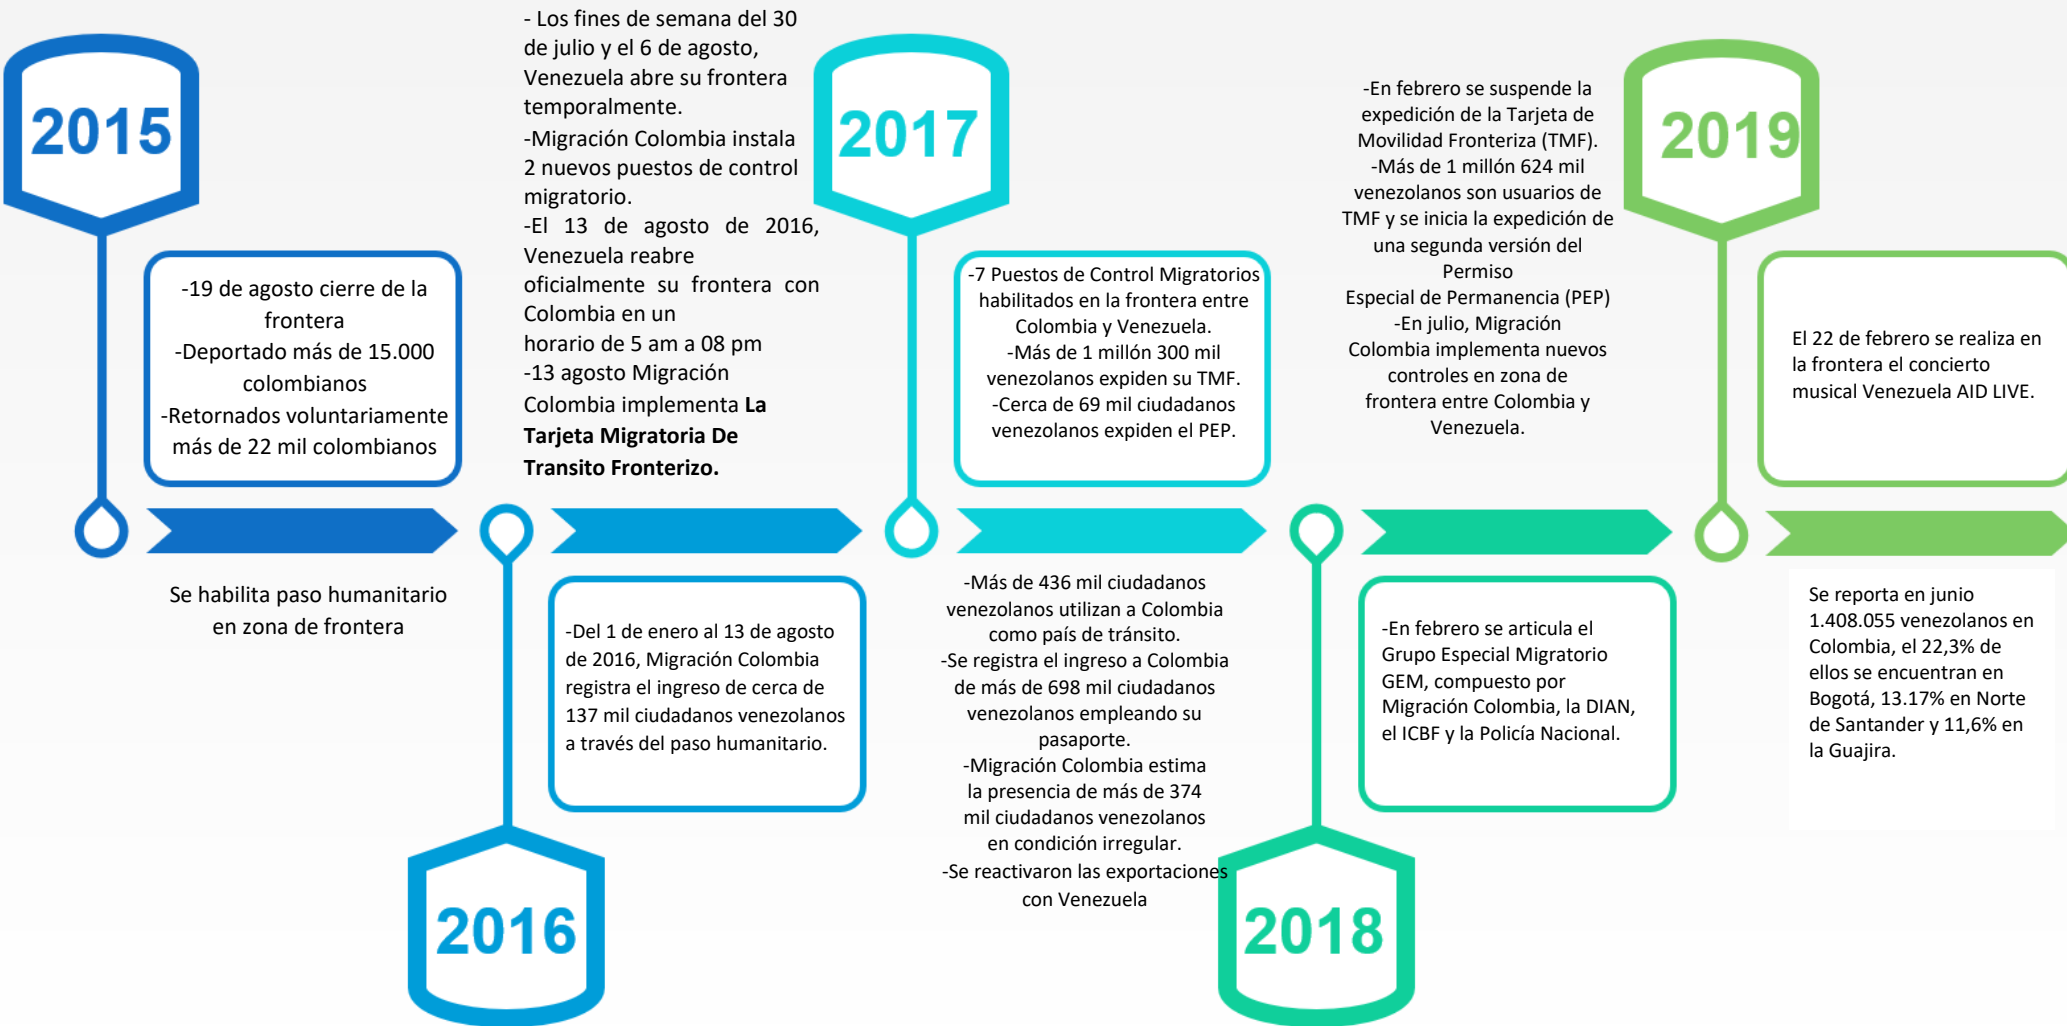 2015
-19 de agosto cierre de la
frontera
-Deportado más de 15.000
colombianos
-Retornados voluntariamente
más de 22 mil colombianos
Se habilita paso humanitario
en zona de frontera
- Los fines de semana del 30
de julio y el 6 de agosto,
Venezuela abre su frontera
temporalmente.
-Migración Colombia instala
2 nuevos puestos de control
migratorio.
-El 13 de agosto de 2016,
Venezuela reabre
oficialmente su frontera con
Colombia en un
horario de 5 am a 08 pm
-13 agosto Migración
Colombia implementa La
Tarjeta Migratoria De
Transito Fronterizo.
-Del 1 de enero al 13 de agosto
de 2016, Migración Colombia
registra el ingreso de cerca de
137 mil ciudadanos venezolanos
a través del paso humanitario.
2016
2017
-7 Puestos de Control Migratorios
habilitados en la frontera entre
Colombia y Venezuela.
-Más de 1 millón 300 mil
venezolanos expiden su TMF.
-Cerca de 69 mil ciudadanos
venezolanos expiden el PEP.
-Más de 436 mil ciudadanos
venezolanos utilizan a Colombia
como país de tránsito.
-Se registra el ingreso a Colombia
de más de 698 mil ciudadanos
venezolanos empleando su
pasaporte.
-Migración Colombia estima
la presencia de más de 374
mil ciudadanos venezolanos
en condición irregular.
-Se reactivaron las exportaciones
con Venezuela
-En febrero se suspende la
expedición de la Tarjeta de
Movilidad Fronteriza (TMF).
-Más de 1 millón 624 mil
venezolanos son usuarios de
TMF y se inicia la expedición de
una segunda versión del
Permiso
Especial de Permanencia (PEP)
-En julio, Migración
Colombia implementa nuevos
controles en zona de
frontera entre Colombia y
Venezuela.
-En febrero se articula el
Grupo Especial Migratorio
GEM, compuesto por
Migración Colombia, la DIAN,
el ICBF y la Policía Nacional.
2018
2019
El 22 de febrero se realiza en
la frontera el concierto
musical Venezuela AID LIVE.
Se reporta en junio
1.408.055 venezolanos en
Colombia, el 22,3% de
ellos se encuentran en
Bogotá, 13.17% en Norte
de Santander y 11,6% en
la Guajira.